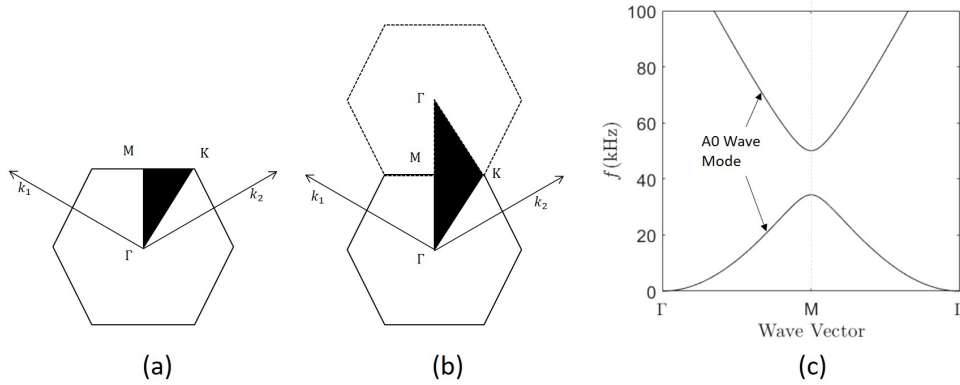 M
K
k₁
k₂
Γ
(a)
Γ
M
K
k₁
k₂
Γ
(b)
100
80
60
40
20
0
f (kHz)
A0 Wave
Mode
Γ
M
Γ
Wave Vector
(c)